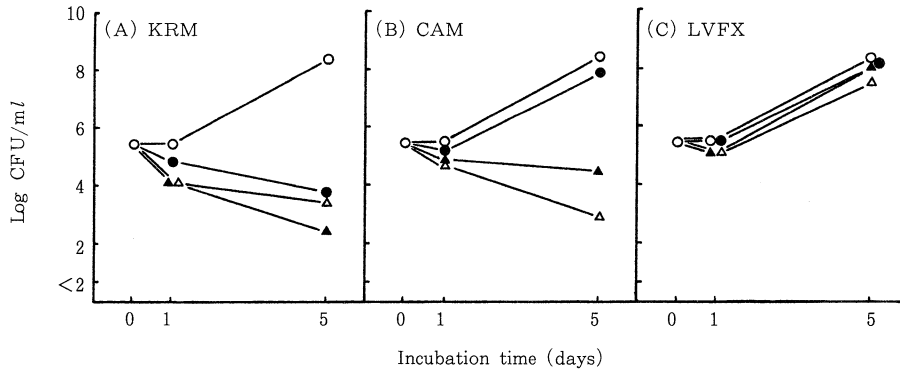 (A) KRM
(B) CAM
(C) LVFX
10
8
6
4
2
<2
Log CFU/ml
0 1 5
0 1 5
0 1 5
Incubation time (days)